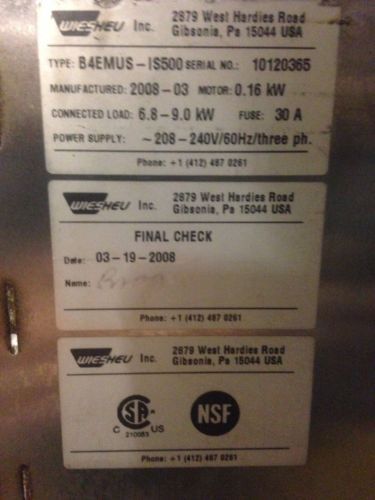 WIESHEU Inc. 2879 West Hardies Road
Gibsonia, Pa 15044 USA
TYPE: B4EMUS-IS500 SERIAL NO.: 10120365
MANUFACTURED: 2008-03 MOTOR: 0.16 kW
CONNECTED LOAD: 6.8-9.0 kW FUSE: 30 A
POWER SUPPLY: ~208-240V/60Hz/three ph.
Phone: +1 (412) 487 0261
WIESHEU Inc. 2879 West Hardies Road
Gibsonia, Pa 15044 USA
FINAL CHECK
Date: 03-19-2008
Name:
Phone: +1 (412) 487 0261
WIESHEU Inc. 2879 West Hardies Road
Gibsonia, Pa 15044 USA
C SA US NSF
210083
Phone: +1 (412) 487 0261